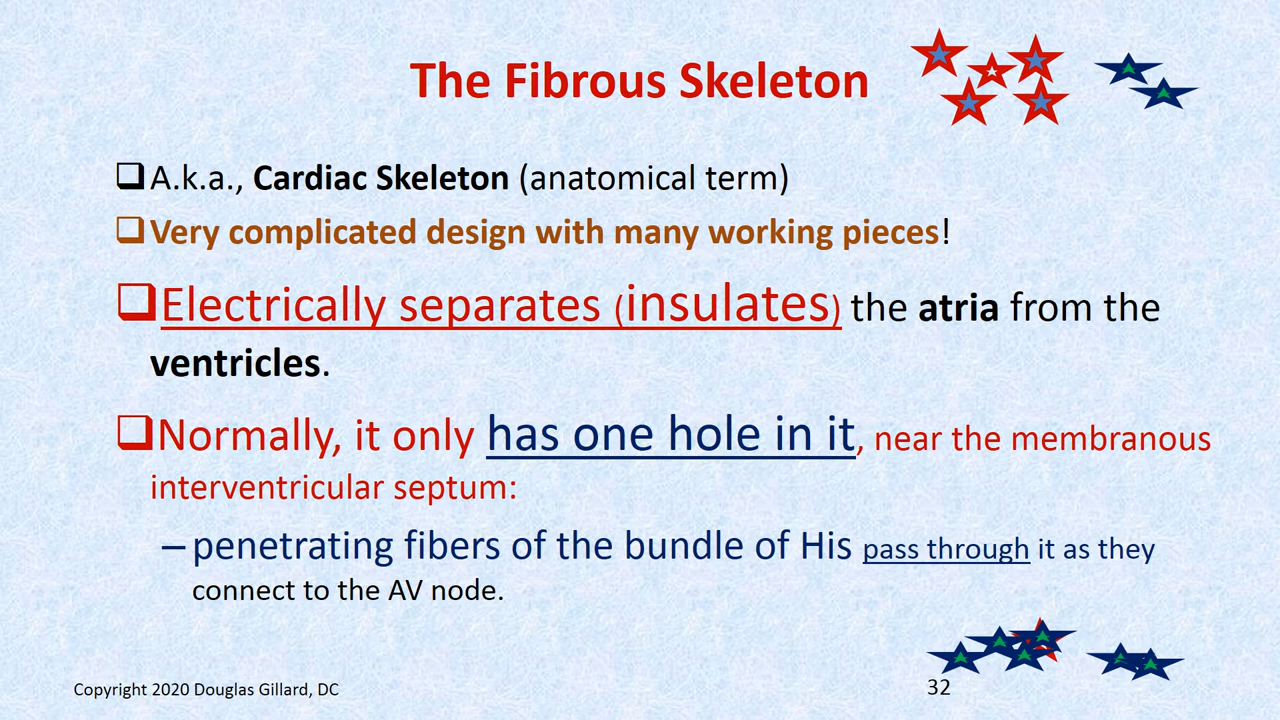 The Fibrous Skeleton
❑A.k.a., Cardiac Skeleton (anatomical term)
❑Very complicated design with many working pieces!
❑Electrically separates (insulates) the atria from the
ventricles.
❑Normally, it only has one hole in it, near the membranous
interventricular septum:
– penetrating fibers of the bundle of His pass through it as they
connect to the AV node.
Copyright 2020 Douglas Gillard, DC
32